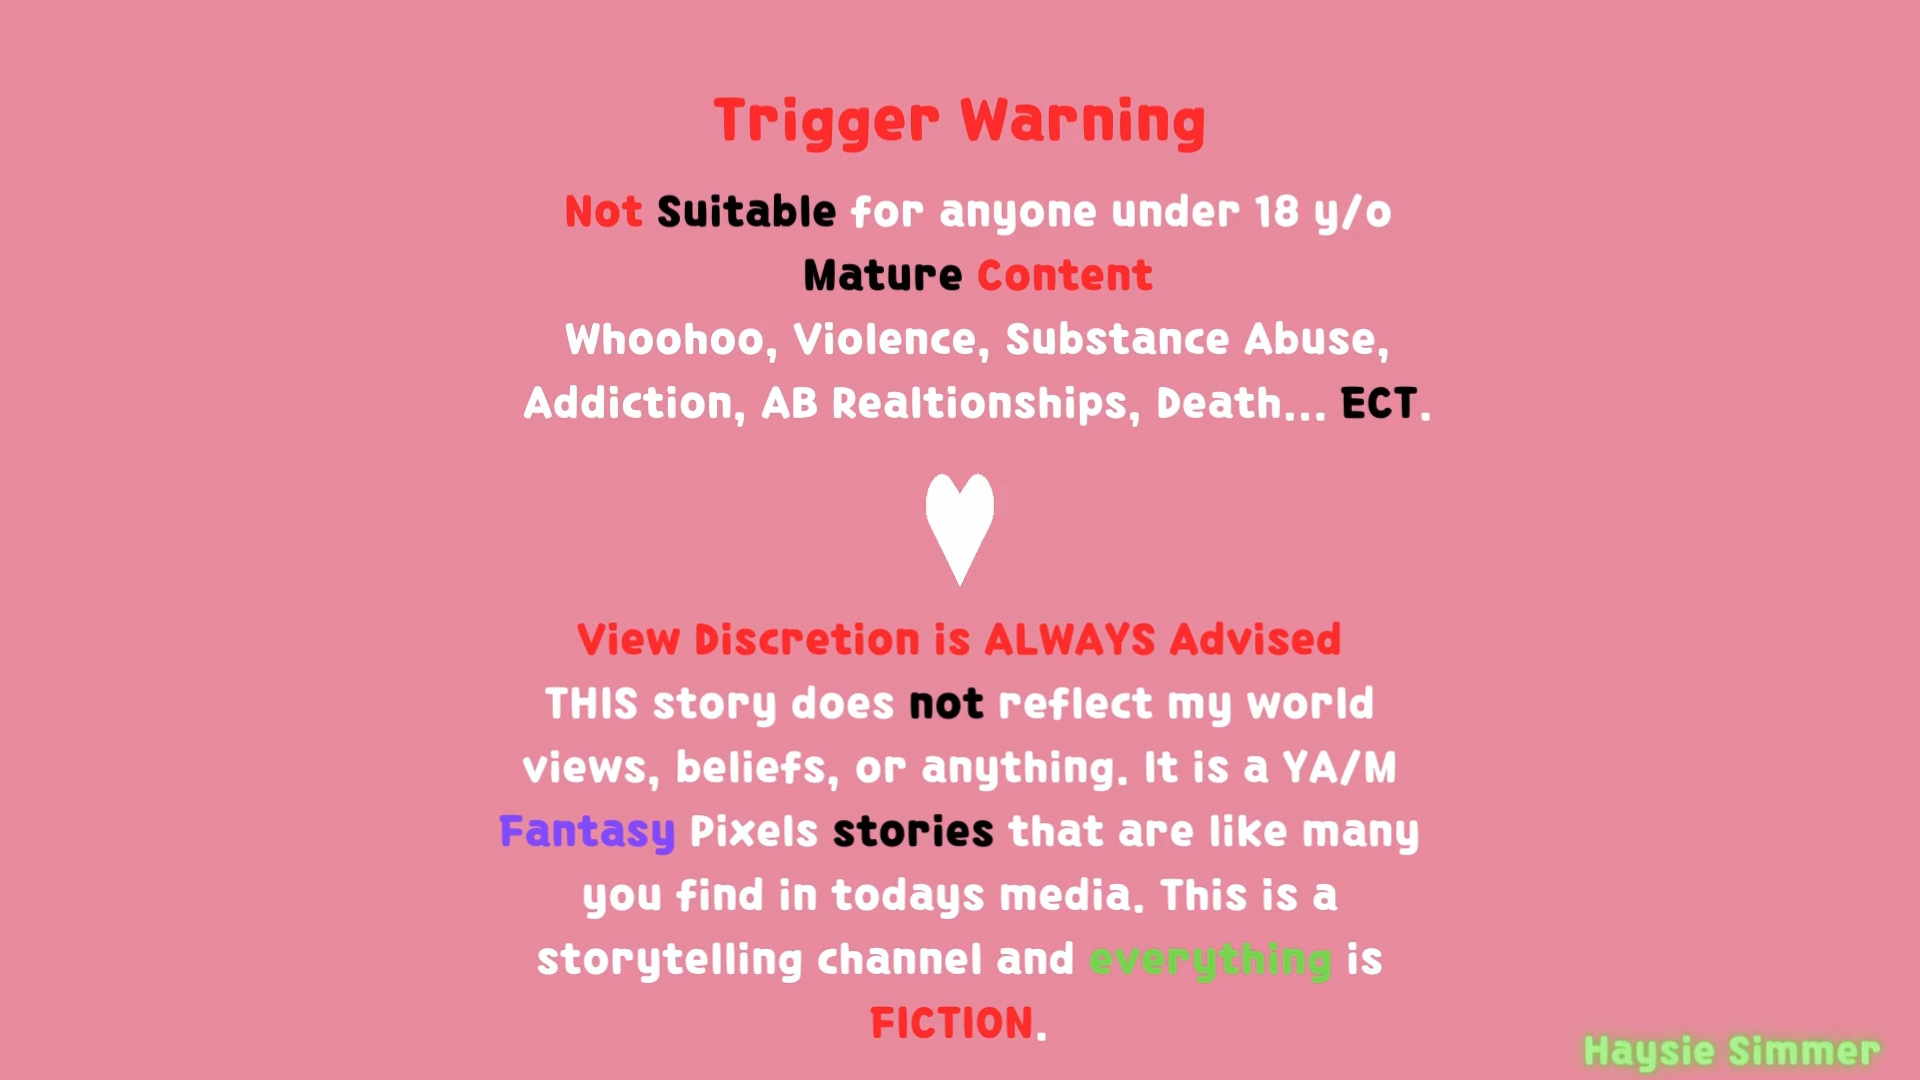 Trigger Warning
Not Suitable for anyone under 18 y/o
Mature Content
Whoohoo, Violence, Substance Abuse,
Addiction, AB Realtionships, Death... ECT.
View Discretion is ALWAYS Advised
THIS story does not reflect my world
views, beliefs, or anything. It is a YA/M
Fantasy Pixels stories that are like many
you find in todays media. This is a
storytelling channel and everything is
FICTION.
Haysie Simmer